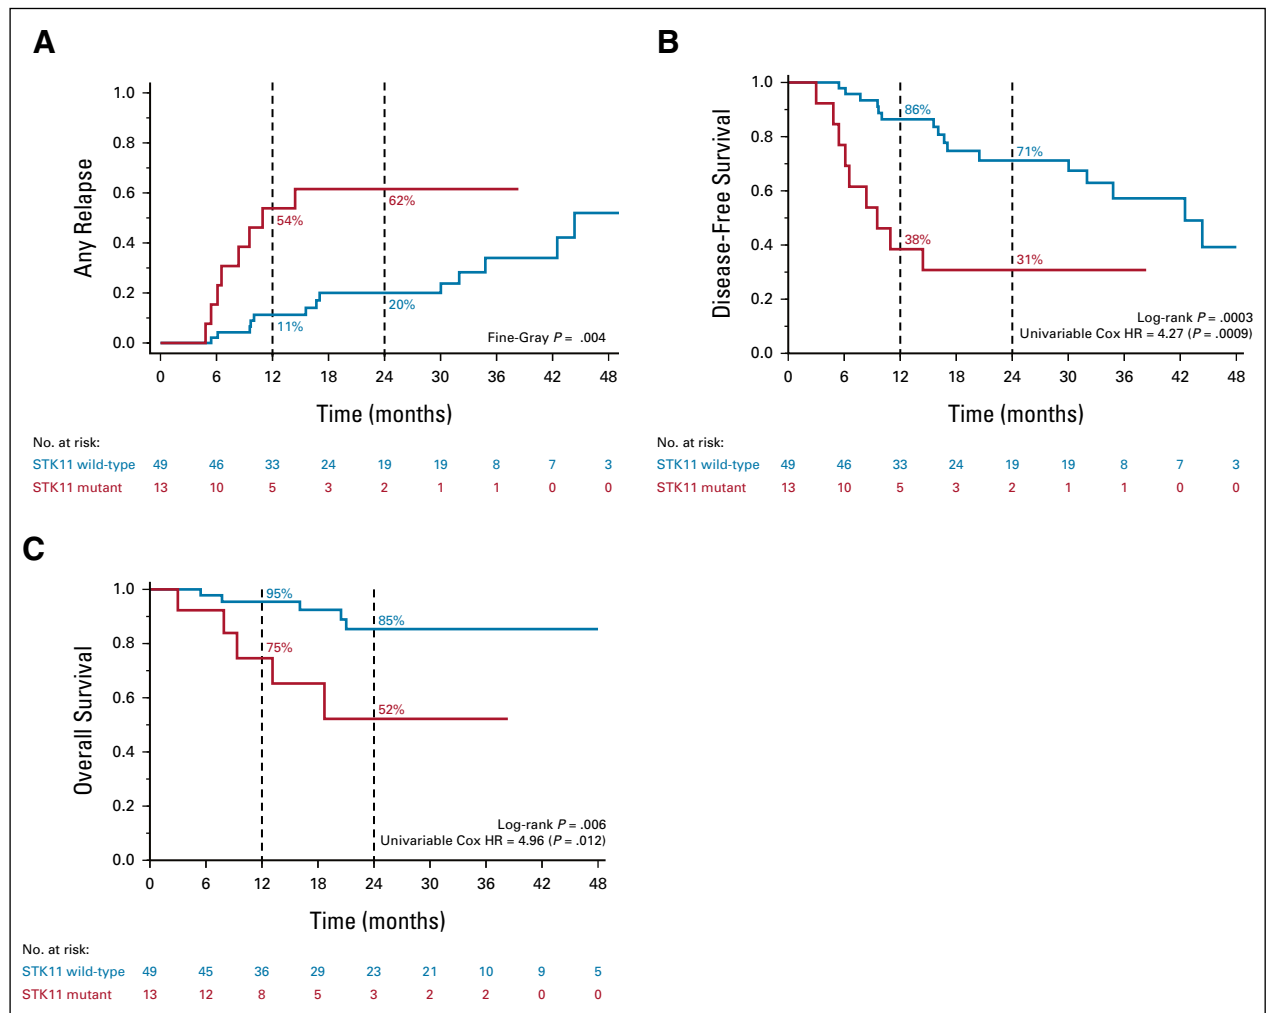 A
Any Relapse
1.0
0.8
0.6
0.4
0.2
0.0
54%
62%
11%
20%
Fine-Gray P = .004
0 6 12 18 24 30 36 42 48
Time (months)
No. at risk:
STK11 wild-type 49 46 33 24 19 19 8 7 3
STK11 mutant 13 10 5 3 2 1 1 0 0
B
Disease-Free Survival
1.0
0.8
0.6
0.4
0.2
0.0
86%
71%
38%
31%
Log-rank P = .0003
Univariable Cox HR = 4.27 (P = .0009)
0 6 12 18 24 30 36 42 48
Time (months)
No. at risk:
STK11 wild-type 49 46 33 24 19 19 8 7 3
STK11 mutant 13 10 5 3 2 1 1 0 0
C
Overall Survival
1.0
0.8
0.6
0.4
0.2
0.0
95%
85%
75%
52%
Log-rank P = .006
Univariable Cox HR = 4.96 (P = .012)
0 6 12 18 24 30 36 42 48
Time (months)
No. at risk:
STK11 wild-type 49 45 36 29 23 21 10 9 5
STK11 mutant 13 12 8 5 3 2 2 0 0